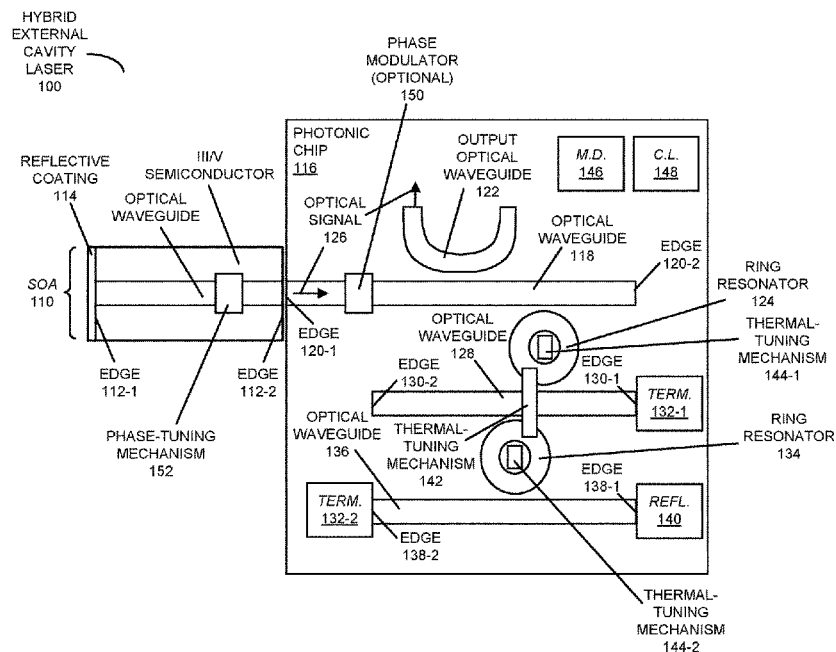 HYBRID
EXTERNAL
CAVITY
LASER
100
PHASE
MODULATOR
(OPTIONAL)
150
REFLECTIVE
COATING
114
III/V
SEMICONDUCTOR
OPTICAL
WAVEGUIDE
SOA
110
EDGE
112-1
EDGE
112-2
PHASE-TUNING
MECHANISM
152
PHOTONIC
CHIP
116
OPTICAL
SIGNAL
126
OUTPUT
OPTICAL
WAVEGUIDE
122
M.D.
146
C.L.
148
OPTICAL
WAVEGUIDE
118
EDGE
120-2
EDGE
120-1
RING
RESONATOR
124
THERMAL-
TUNING
MECHANISM
144-1
OPTICAL
WAVEGUIDE
128
EDGE
130-2
EDGE
130-1
TERM.
132-1
OPTICAL
WAVEGUIDE
136
THERMAL-
TUNING
MECHANISM
142
RING
RESONATOR
134
EDGE
138-1
TERM.
132-2
EDGE
138-2
REFL.
140
THERMAL-
TUNING
MECHANISM
144-2